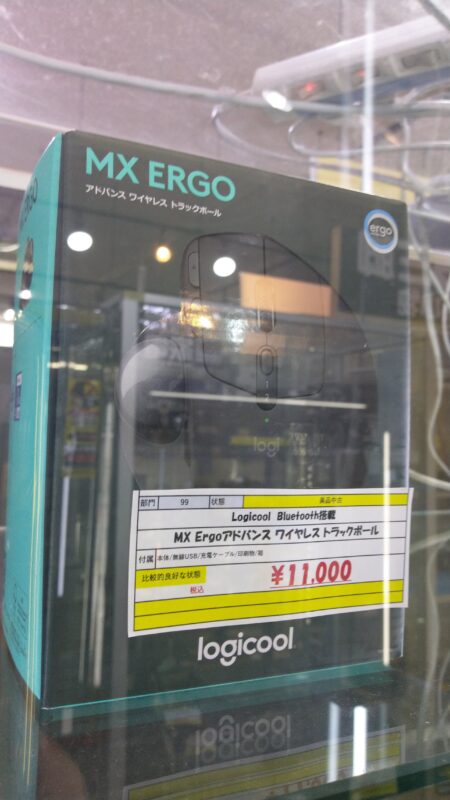 MX ERGO
アドバンス ワイヤレス トラックボール
ergo
MX ERGO
logi
部門 99 状態 美品中古
Logicool Bluetooth搭載
MX Ergoアドバンス ワイヤレス トラックボール
付属 本体/無線USB/充電ケーブル/印刷物/箱
比較的良好な状態
税込 ¥11,000
logicool